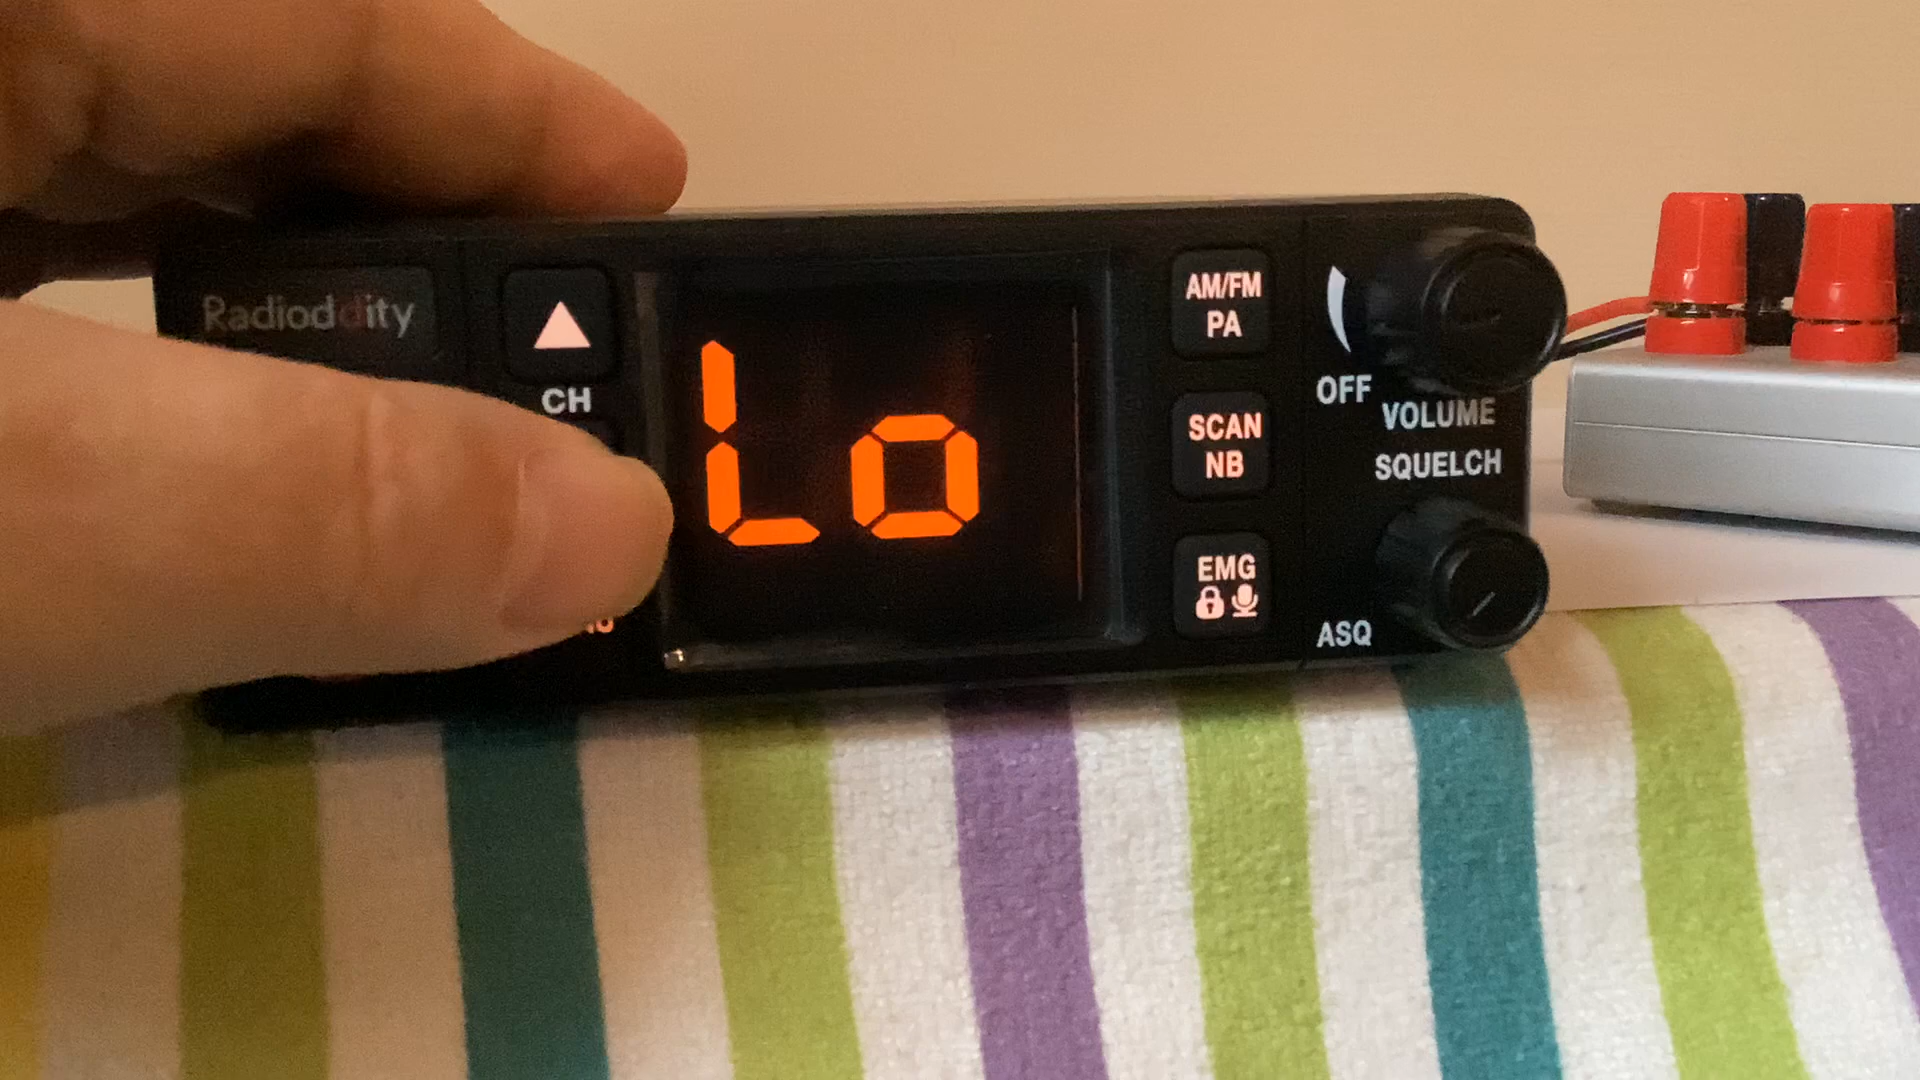 Radioddity
CH
Lo
AM/FM
PA
SCAN
NB
EMG
OFF
VOLUME
SQUELCH
ASQ